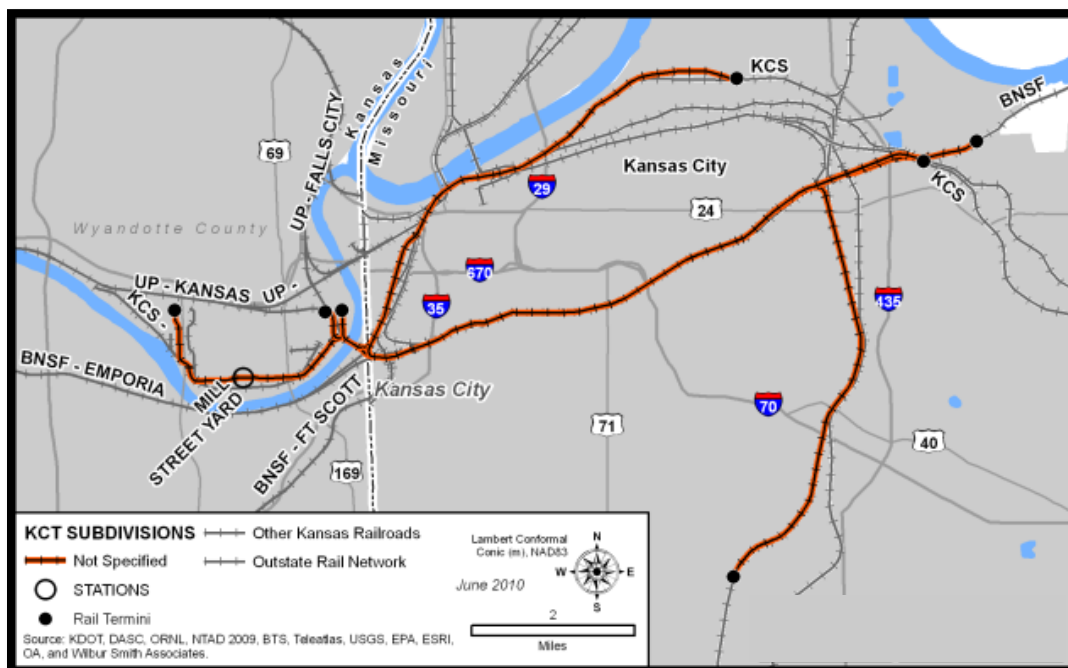 KCS
BNSF
Kansas
Missouri
UP - FALLS CITY
69
29
Kansas City
KCS
24
Wyandotte County
UP - KANSAS
UP -
670
35
435
KCS -
BNSF - EMPORIA
MILL
STREET YARD
Kansas City
BNSF - FT SCOTT
70
71
40
169
KCT SUBDIVISIONS
Not Specified
STATIONS
Rail Termini
Other Kansas Railroads
Outstate Rail Network
Lambert Conformal
Conic (m), NAD83
June 2010
N
W
E
S
2
Miles
Source: KDOT, DASC, ORNL, NTAD 2009, BTS, Teleatlas, USGS, EPA, ESRI,
OA, and Wilbur Smith Associates.